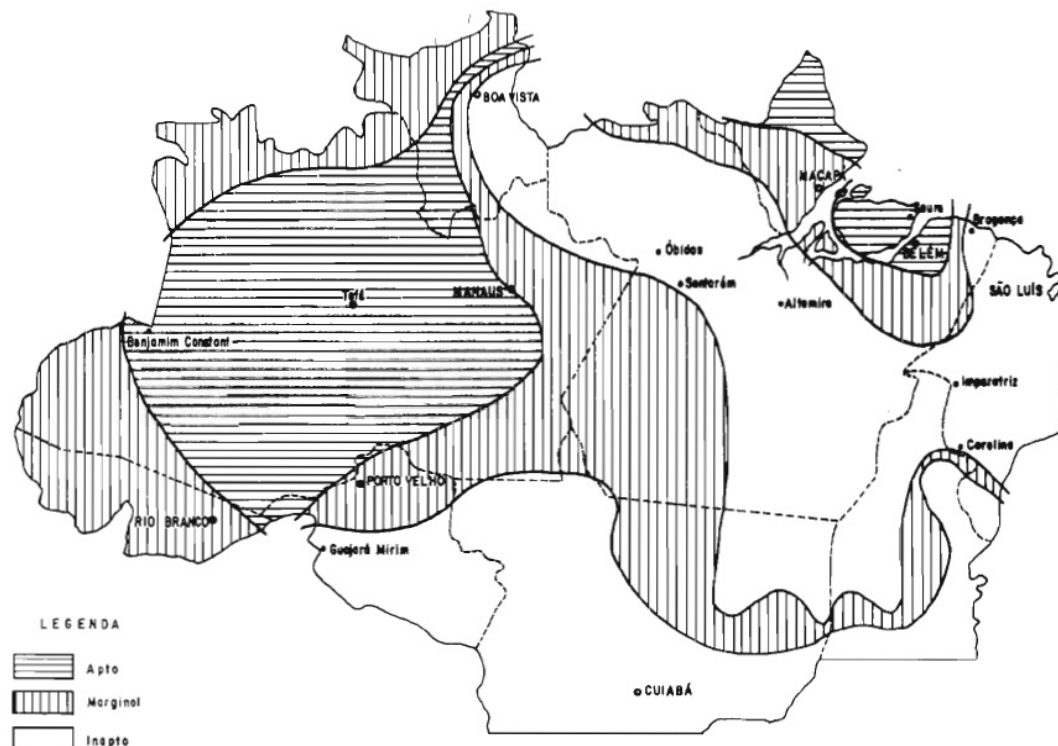 BOA VISTA
MACAPÁ
Soure
Bragança
BELÉM
Óbidos
Santarém
SÃO LUÍS
Altamira
Tefé
MANAUS
Benjamim Constant
Imperatriz
Carolina
PORTO VELHO
RIO BRANCO
Guajará Mirim
LEGENDA
Apto
Marginal
Inapto
CUIABÁ